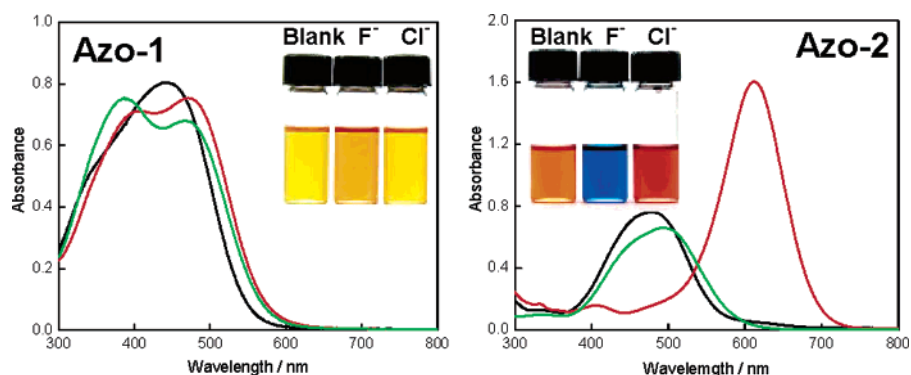 Azo-1
Blank F⁻ Cl⁻
1.0
0.8
0.6
0.4
0.2
0.0
Absorbance
300 400 500 600 700 800
Wavelength / nm
Blank F⁻ Cl⁻
Azo-2
2.0
1.6
1.2
0.8
0.4
0.0
Absorbance
300 400 500 600 700 800
Wavelemgth / nm